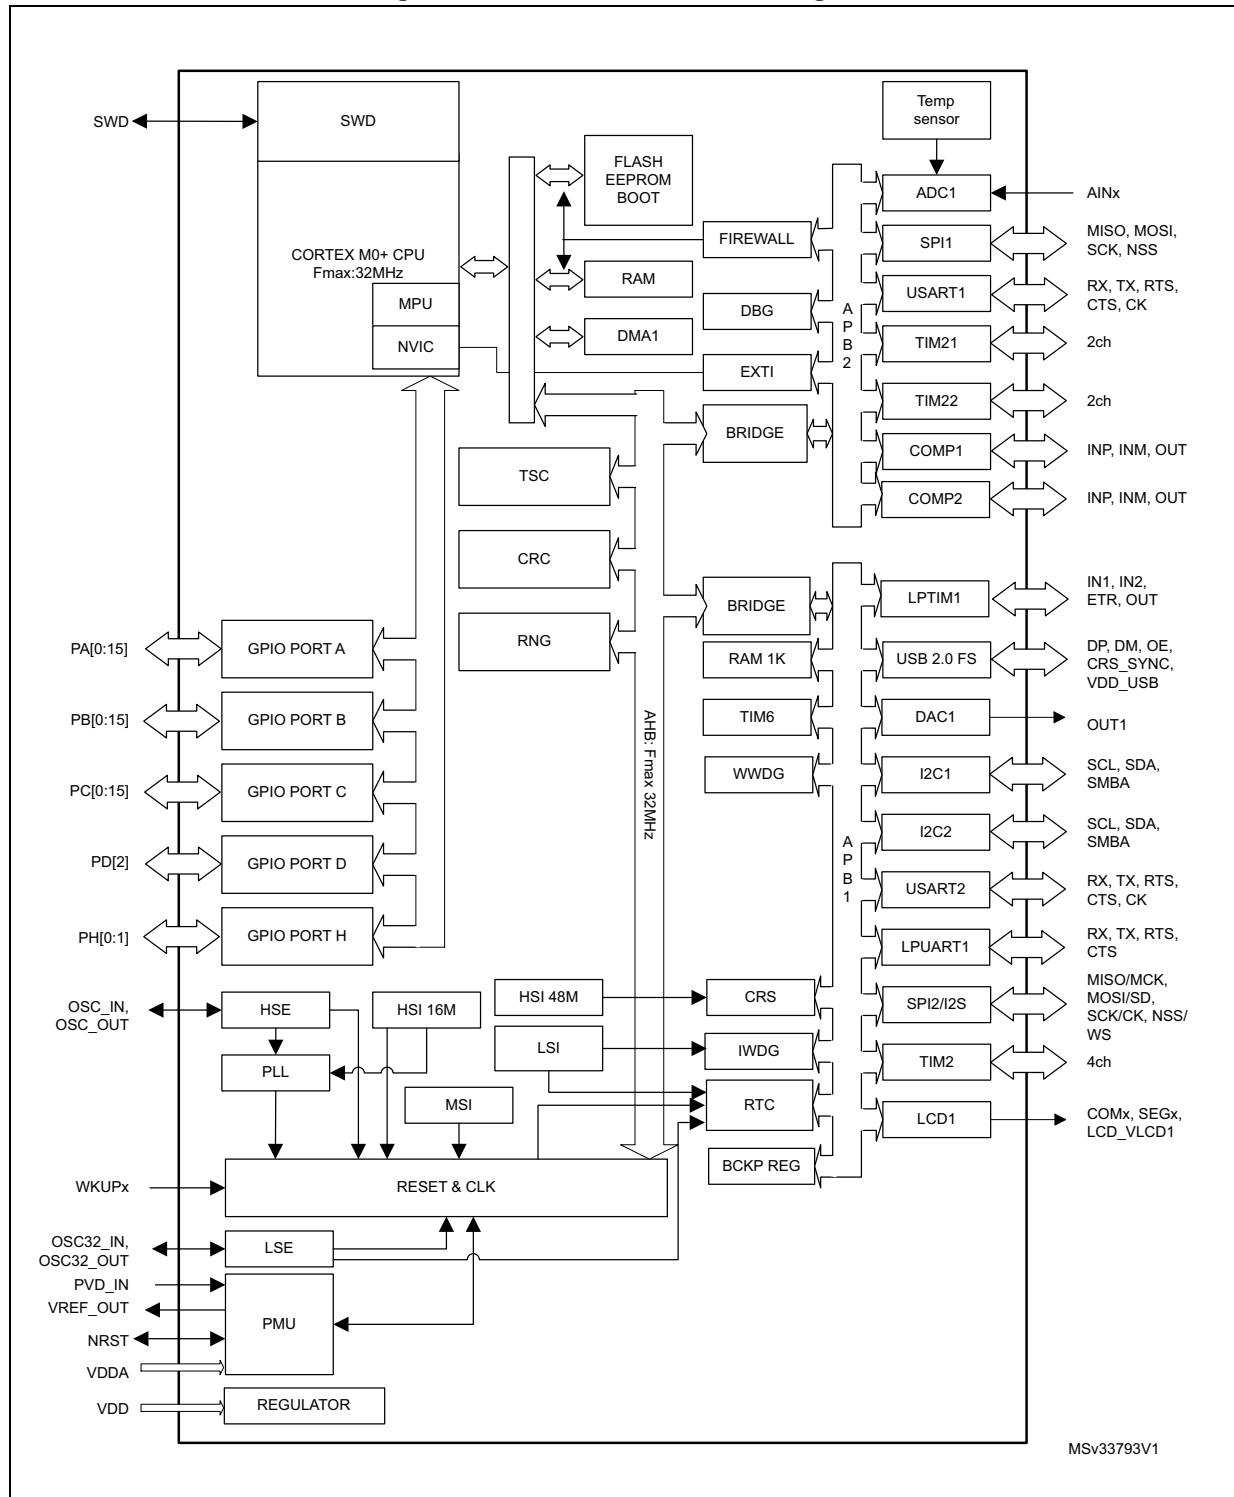 SWD
SWD
CORTEX M0+ CPU
Fmax:32MHz
MPU
NVIC
FLASH
EEPROM
BOOT
RAM
DMA1
FIREWALL
DBG
EXTI
BRIDGE
A
P
B
2
Temp
sensor
ADC1
AINx
SPI1
MISO, MOSI,
SCK, NSS
USART1
RX, TX, RTS,
CTS, CK
TIM21
2ch
TIM22
2ch
COMP1
INP, INM, OUT
COMP2
INP, INM, OUT
TSC
CRC
RNG
AHB: Fmax 32MHz
BRIDGE
RAM 1K
TIM6
WWDG
A
P
B
1
LPTIM1
IN1, IN2,
ETR, OUT
USB 2.0 FS
DP, DM, OE,
CRS_SYNC,
VDD_USB
DAC1
OUT1
I2C1
SCL, SDA,
SMBA
I2C2
SCL, SDA,
SMBA
USART2
RX, TX, RTS,
CTS, CK
LPUART1
RX, TX, RTS,
CTS
SPI2/I2S
MISO/MCK,
MOSI/SD,
SCK/CK, NSS/
WS
TIM2
4ch
LCD1
COMx, SEGx,
LCD_VLCD1
PA[0:15]
GPIO PORT A
PB[0:15]
GPIO PORT B
PC[0:15]
GPIO PORT C
PD[2]
GPIO PORT D
PH[0:1]
GPIO PORT H
OSC_IN,
OSC_OUT
HSE
HSI 16M
HSI 48M
CRS
LSI
IWDG
PLL
MSI
RTC
BCKP REG
WKUPx
RESET & CLK
OSC32_IN,
OSC32_OUT
LSE
PVD_IN
VREF_OUT
NRST
VDDA
PMU
VDD
REGULATOR
MSv33793V1